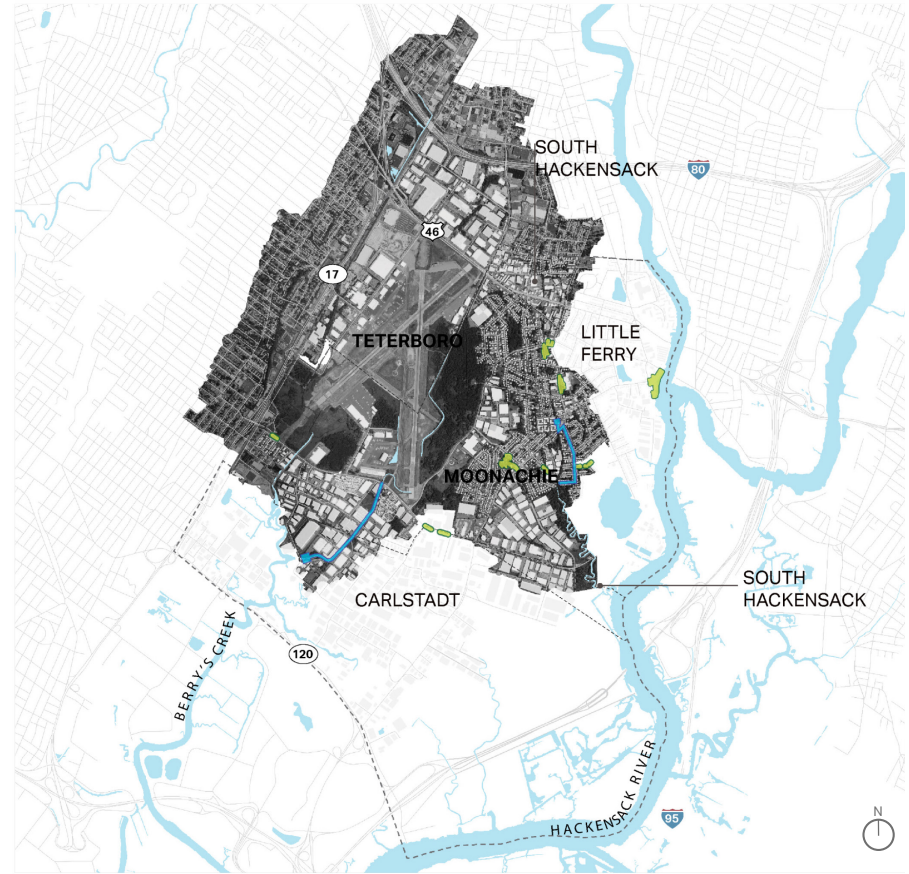 SOUTH
HACKENSACK
80
46
17
TETERBORO
LITTLE
FERRY
MOONACHIE
SOUTH
HACKENSACK
CARLSTADT
BERRY'S CREEK
120
HACKENSACK RIVER
95
N